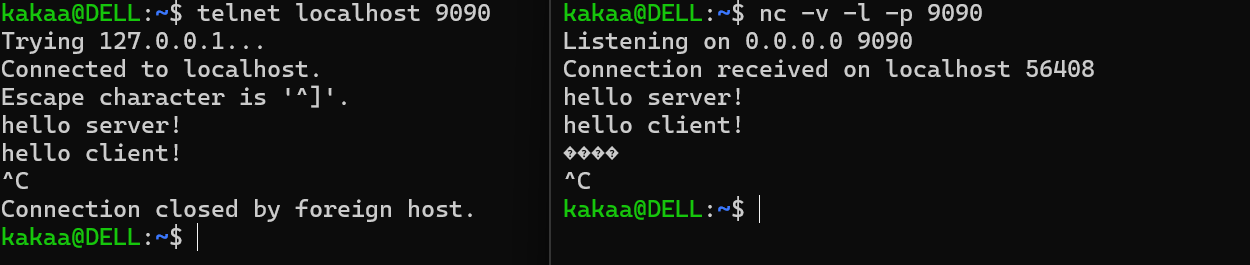 kakaa@DELL:~$ telnet localhost 9090
Trying 127.0.0.1...
Connected to localhost.
Escape character is '^]'.
hello server!
hello client!
^C
Connection closed by foreign host.
kakaa@DELL:~$
kakaa@DELL:~$ nc -v -l -p 9090
Listening on 0.0.0.0 9090
Connection received on localhost 56408
hello server!
hello client!
����
^C
kakaa@DELL:~$